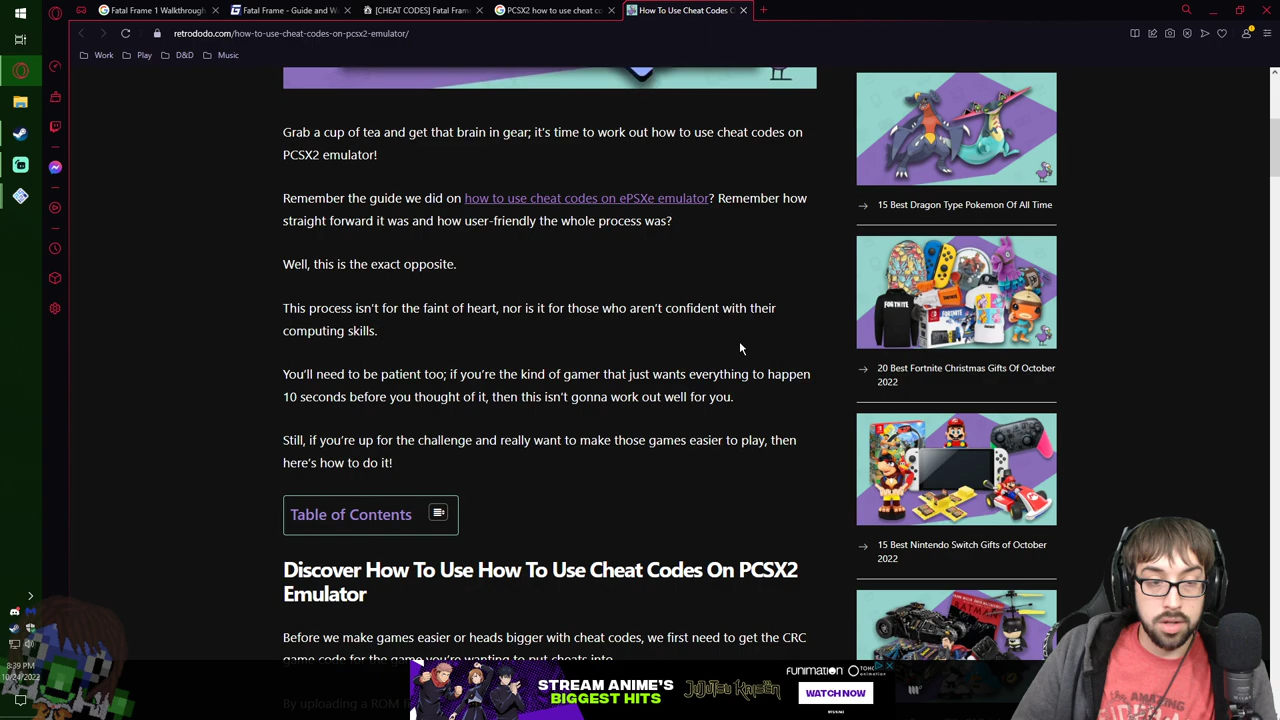 Fatal Frame 1 Walkthrough
Fatal Frame - Guide and W
[CHEAT CODES] Fatal Fram
PCSX2 how to use cheat co
How To Use Cheat Codes
retrododo.com/how-to-use-cheat-codes-on-pcsx2-emulator/
Work
Play
D&D
Music
Grab a cup of tea and get that brain in gear; it's time to work out how to use cheat codes on
PCSX2 emulator!
Remember the guide we did on how to use cheat codes on ePSXe emulator? Remember how
straight forward it was and how user-friendly the whole process was?
Well, this is the exact opposite.
This process isn't for the faint of heart, nor is it for those who aren't confident with their
computing skills.
You'll need to be patient too; if you're the kind of gamer that just wants everything to happen
10 seconds before you thought of it, then this isn't gonna work out well for you.
Still, if you're up for the challenge and really want to make those games easier to play, then
here's how to do it!
Table of Contents
Discover How To Use How To Use Cheat Codes On PCSX2
Emulator
Before we make games easier or heads bigger with cheat codes, we first need to get the CRC
game code for the game you're wanting to put cheats into.
By uploading a ROM
15 Best Dragon Type Pokemon Of All Time
FORTNITE
20 Best Fortnite Christmas Gifts Of October
2022
15 Best Nintendo Switch Gifts of October
2022
BATMAN
STREAM ANIME'S
BIGGEST HITS
JUJUTSU KAISEN
FUNIMATION
TOHO
animation
WATCH NOW
8:39 PM
10/24/2022
THE AMAZING